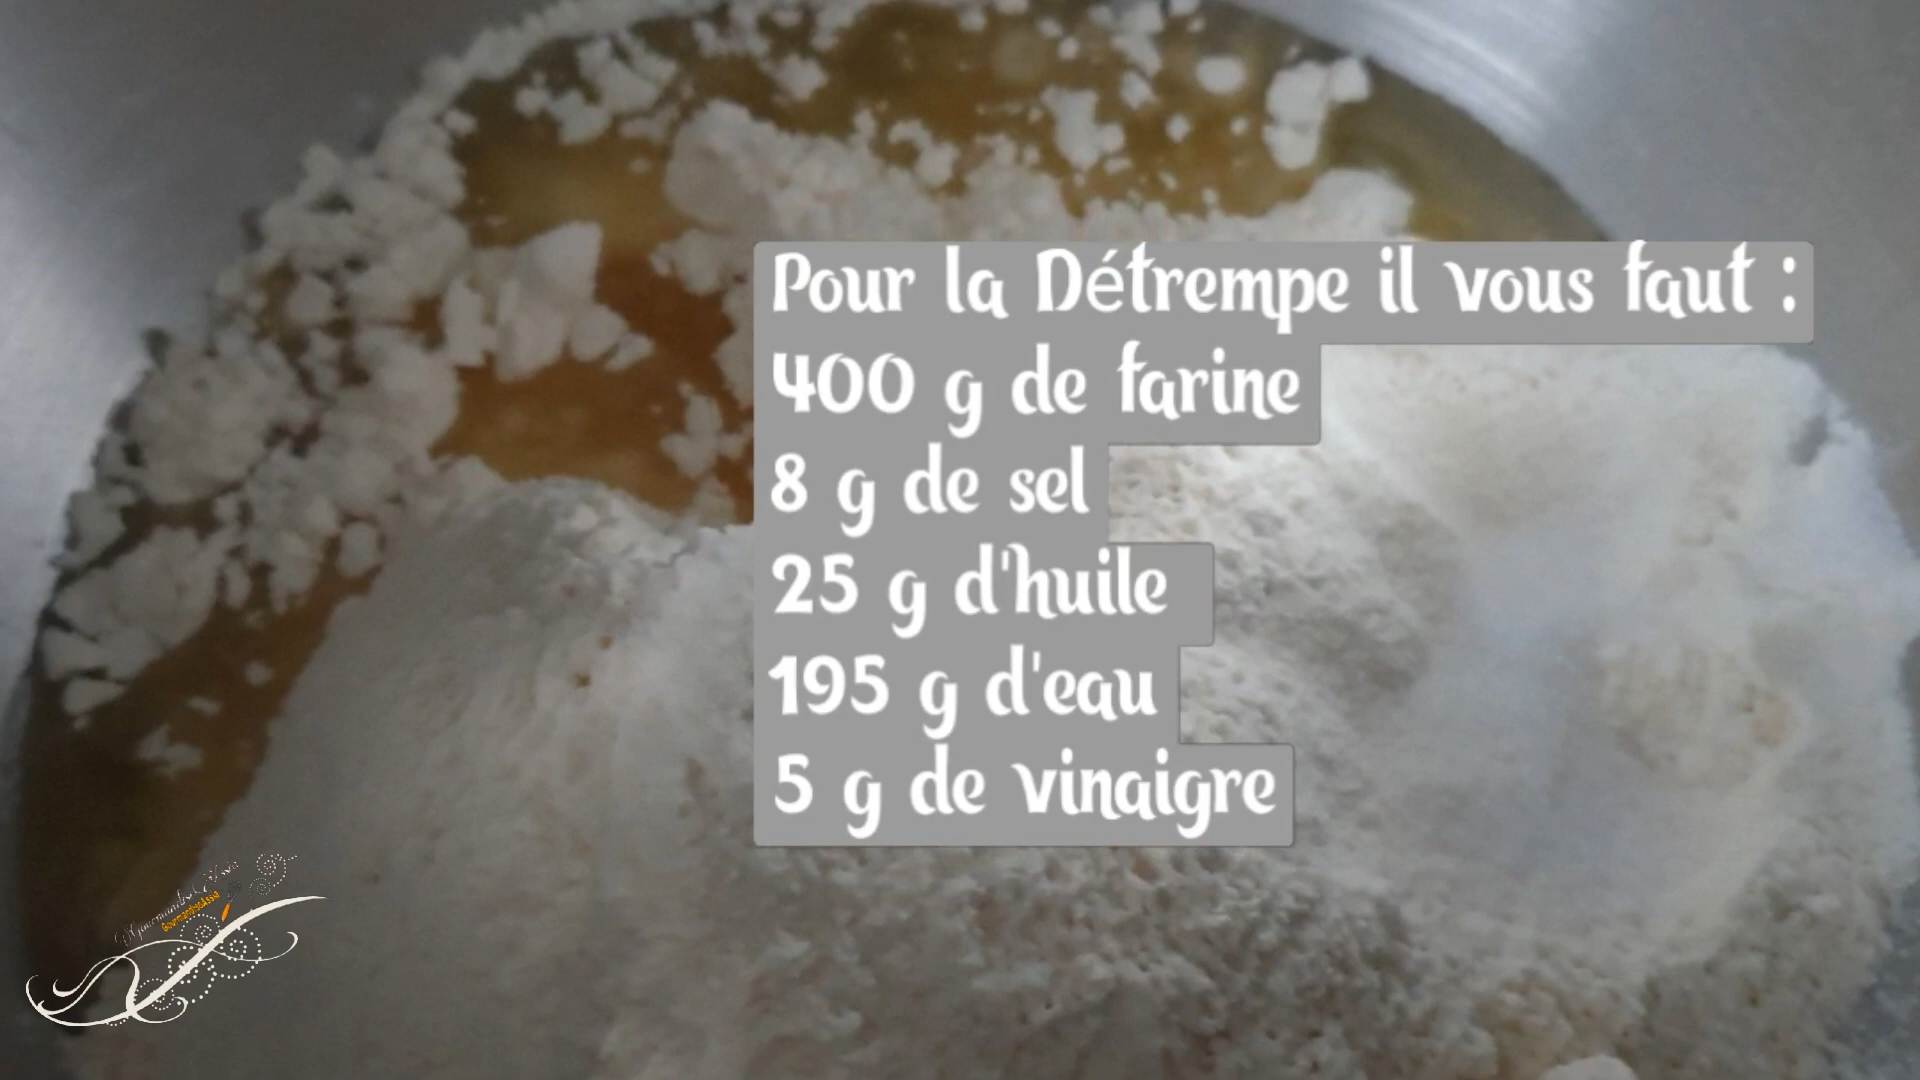 Pour la Détrempe il vous faut :
400 g de farine
8 g de sel
25 g d'huile
195 g d'eau
5 g de vinaigre
GourmandiseAssia